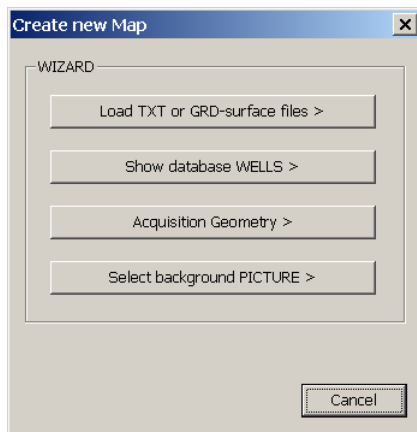 Create new Map
WIZARD
Load TXT or GRD-surface files >
Show database WELLS >
Acquisition Geometry >
Select background PICTURE >
Cancel